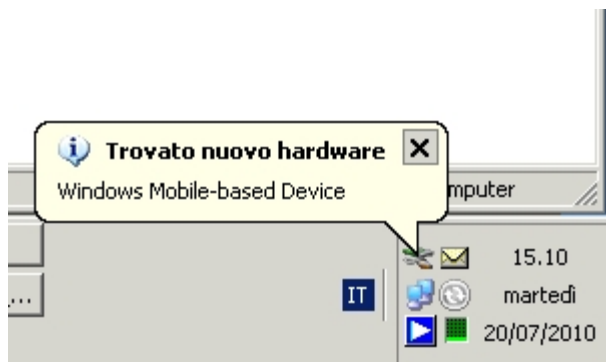 Trovato nuovo hardware
Windows Mobile-based Device
mputer
...
IT
15.10
martedì
20/07/2010